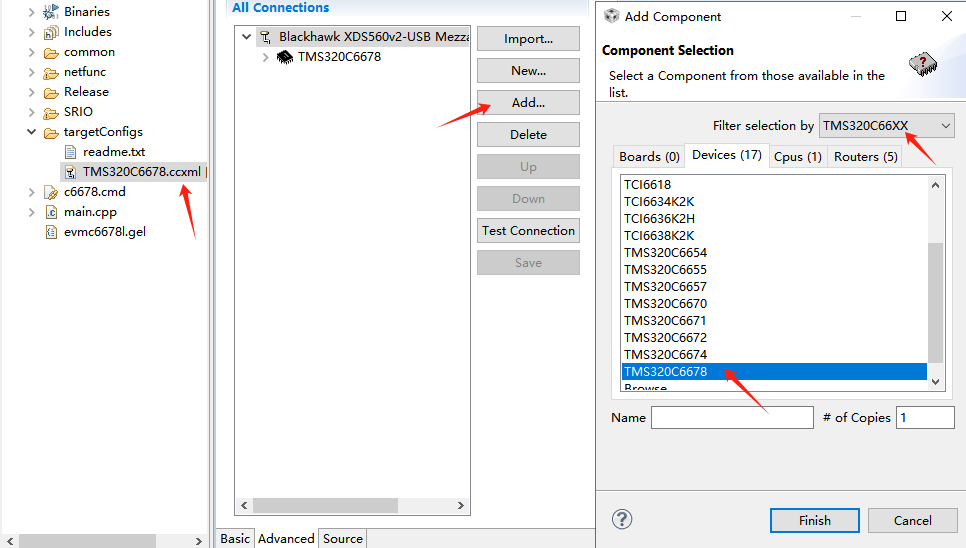 Binaries
Includes
common
netfunc
Release
SRIO
targetConfigs
readme.txt
TMS320C6678.ccxml
c6678.cmd
main.cpp
evmc6678l.gel
All Connections
Blackhawk XDS560v2-USB Mezza
TMS320C6678
Import...
New...
Add...
Delete
Up
Down
Test Connection
Save
Basic Advanced Source
Add Component
Component Selection
Select a Component from those available in the
list.
Filter selection by TMS320C66XX
Boards (0) Devices (17) Cpus (1) Routers (5)
TCI6618
TCI6634K2K
TCI6636K2H
TCI6638K2K
TMS320C6654
TMS320C6655
TMS320C6657
TMS320C6670
TMS320C6671
TMS320C6672
TMS320C6674
TMS320C6678
Browse
Name # of Copies 1
? Finish Cancel